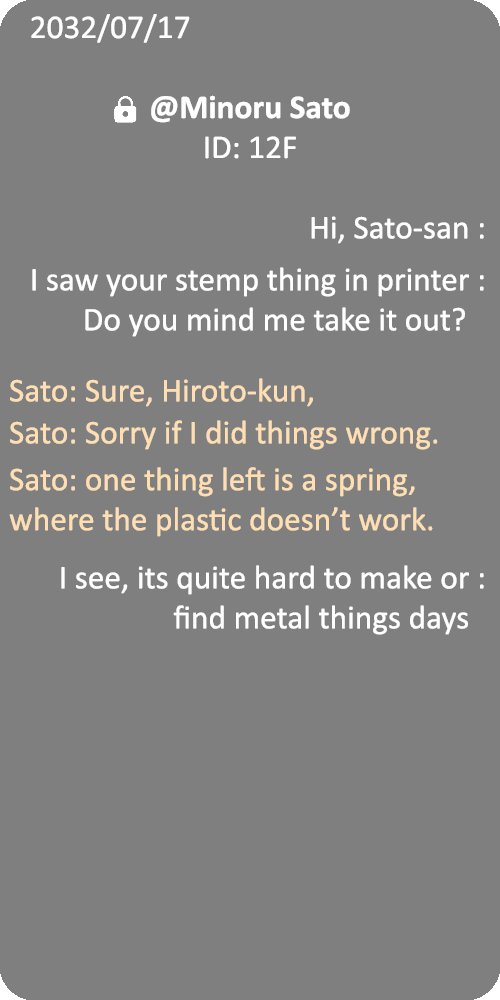 2032/07/17
@Minoru Sato
ID: 12F
Hi, Sato-san :
I saw your stemp thing in printer :
Do you mind me take it out?
Sato: Sure, Hiroto-kun,
Sato: Sorry if I did things wrong.
Sato: one thing left is a spring,
where the plastic doesn’t work.
I see, its quite hard to make or :
find metal things days